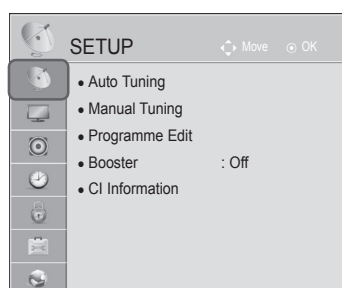 SETUP Move OK
• Auto Tuning
• Manual Tuning
• Programme Edit
• Booster : Off
• CI Information